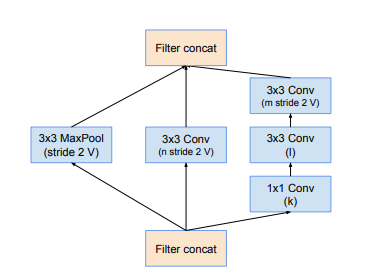 Filter concat
3x3 Conv
(m stride 2 V)
3x3 MaxPool
(stride 2 V)
3x3 Conv
(n stride 2 V)
3x3 Conv
(l)
1x1 Conv
(k)
Filter concat